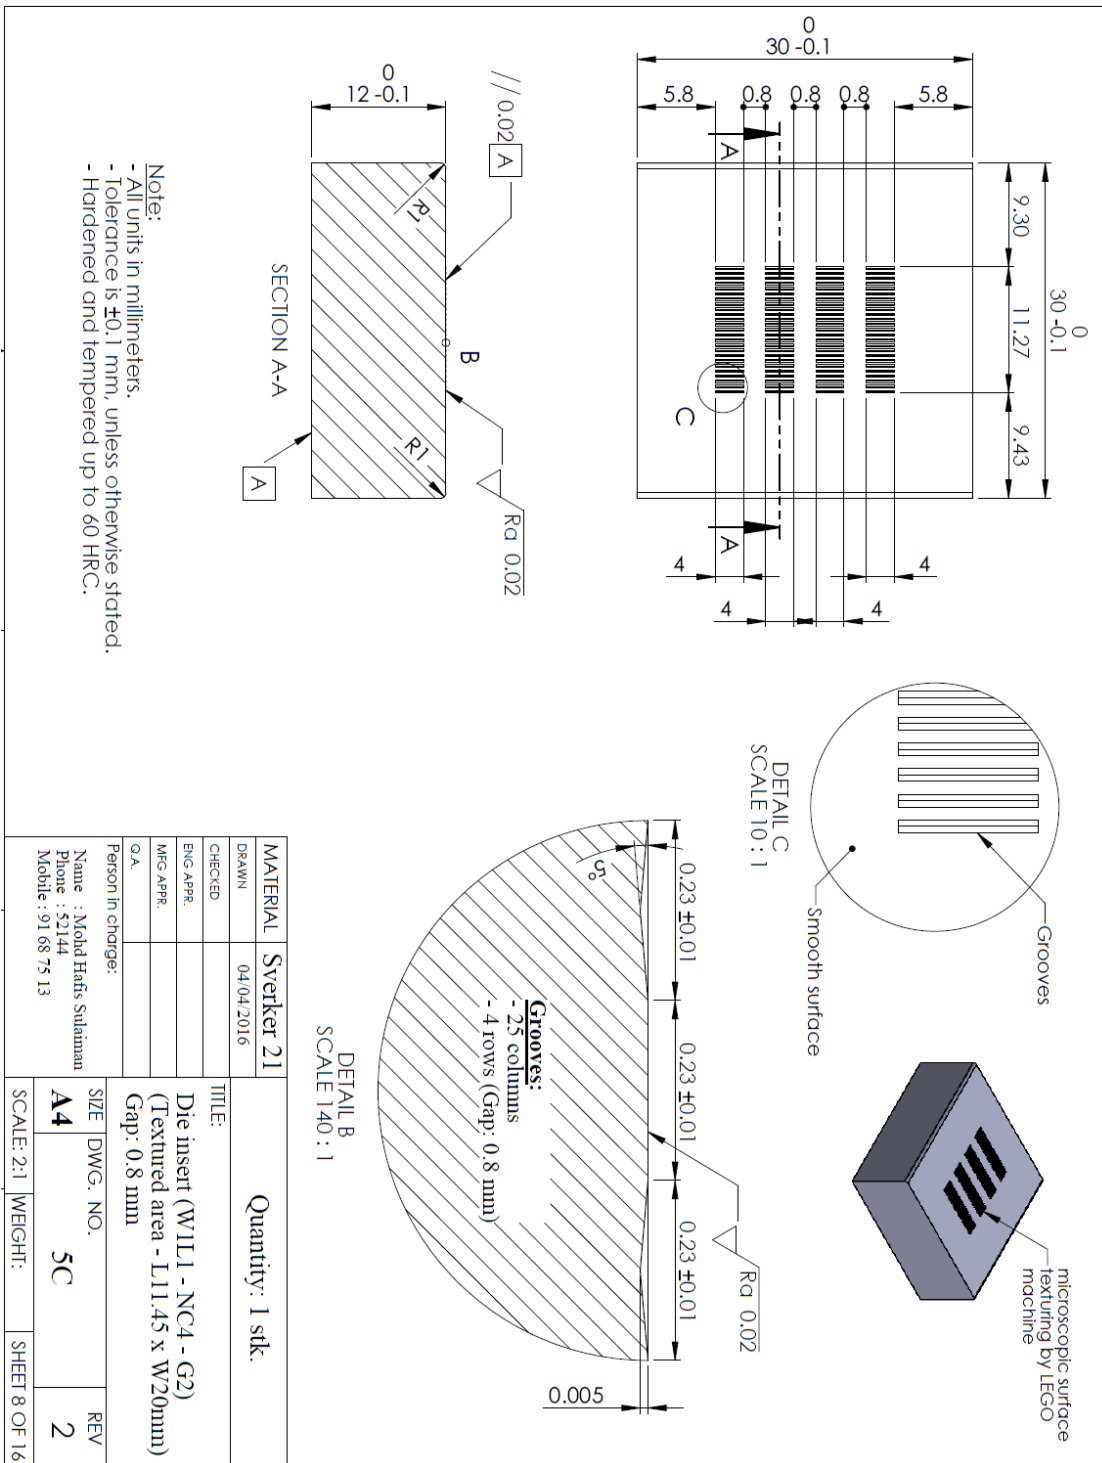 0
30 -0.1
5.8
0.8
0.8
0.8
5.8
A
A
9.30
11.27
9.43
0
30 -0.1
C
4
4
4
4
0
12 -0.1
// 0.02 A
R1
R1
B
Ra 0.02
A
SECTION A-A
Note:
- All units in millimeters.
- Tolerance is ±0.1 mm, unless otherwise stated.
- Hardened and tempered up to 60 HRC.
Grooves
Smooth surface
DETAIL C
SCALE 10 : 1
microscopic surface
texturing by LEGO
machine
0.23 ±0.01
0.23 ±0.01
0.23 ±0.01
5°
Ra 0.02
0.005
Grooves:
- 25 columns
- 4 rows (Gap: 0.8 mm)
DETAIL B
SCALE 140 : 1
MATERIAL Sverker 21
DRAWN 04/04/2016
CHECKED
ENG APPR.
MFG APPR.
Q.A.
Person in charge:
Name : Mohd Hafis Sulaiman
Phone : 52144
Mobile : 91 68 75 13
Quantity: 1 stk.
TITLE:
Die insert (W1L1 - NC4 - G2)
(Textured area - L11.45 x W20mm)
Gap: 0.8 mm
SIZE DWG. NO. REV
A4 5C 2
SCALE: 2:1 WEIGHT: SHEET 8 OF 16